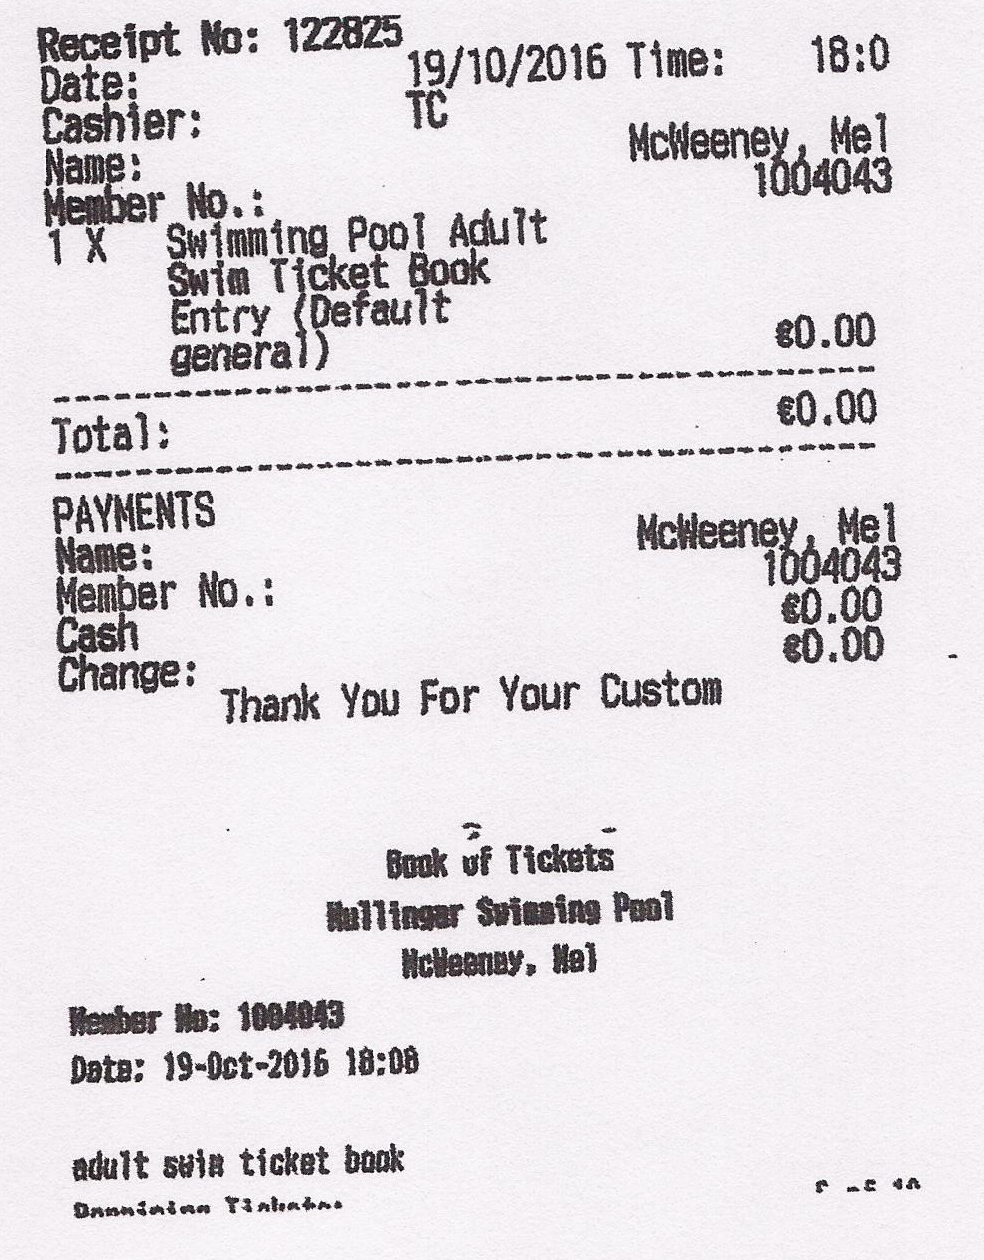 Receipt No: 122825
Date: 19/10/2016 Time: 18:0
Cashier: TC
Name: McWeeney, Mel
Member No.: 1004043
1 X Swimming Pool Adult
Swim Ticket Book
Entry (Default
general) €0.00
Total: €0.00
PAYMENTS
Name: McWeeney, Mel
Member No.: 1004043
Cash €0.00
Change: €0.00
Thank You For Your Custom
Book of Tickets
Mullingar Swimming Pool
McWeeney, Mel
Member No: 1004043
Date: 19-Oct-2016 18:08
adult swim ticket book
Remaining Tickets: